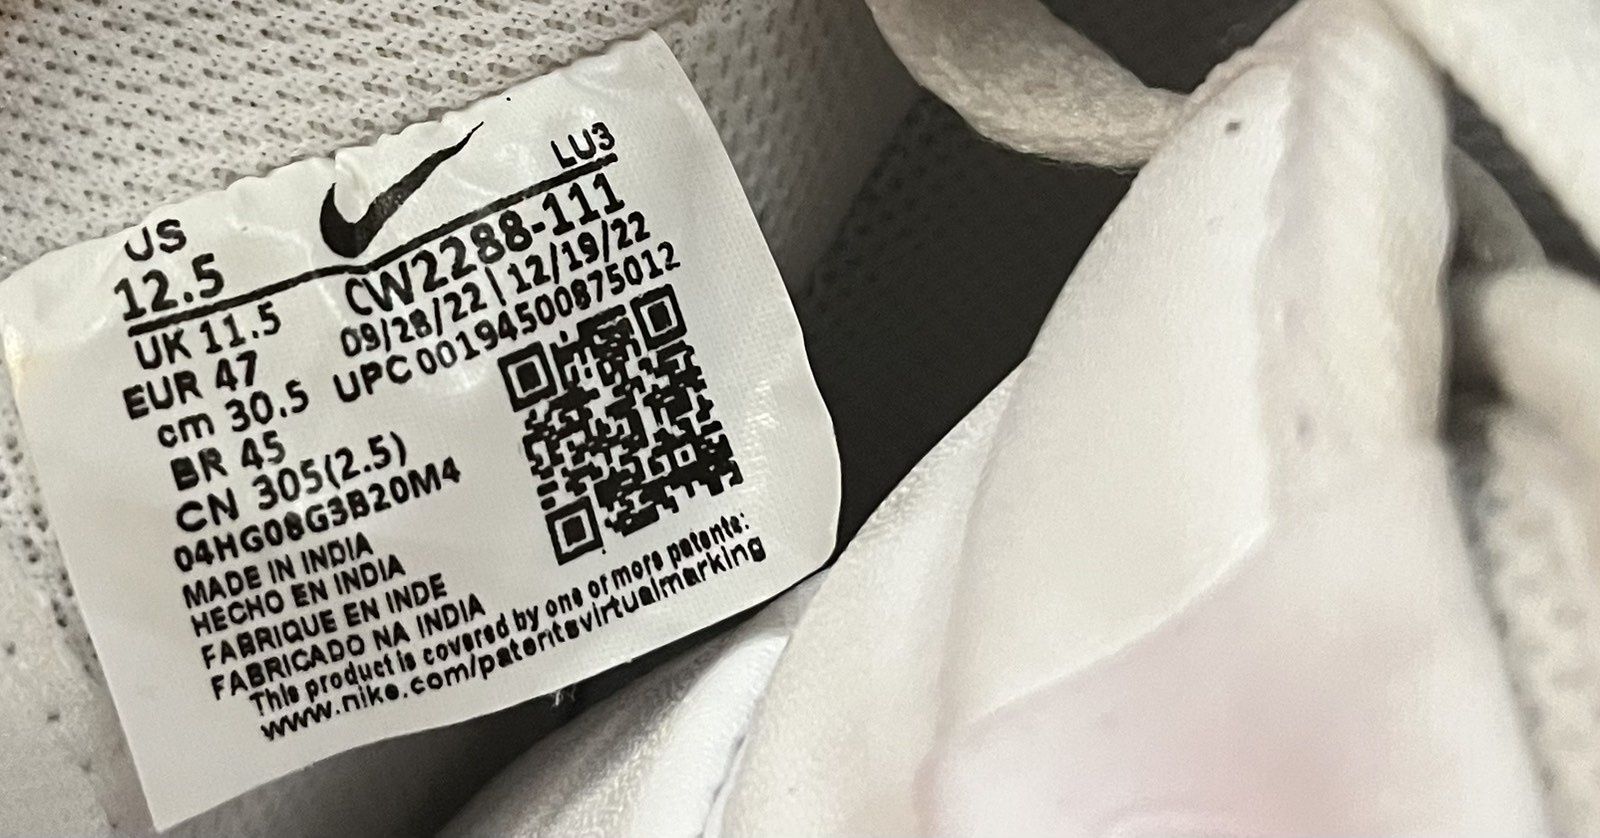 LU3
US
12.5
CW2288-111
09/28/22 | 12/19/22
UPC 00194500875012
UK 11.5
EUR 47
cm 30.5
BR 45
CN 305(2.5)
04HG08G3B20M4
MADE IN INDIA
HECHO EN INDIA
FABRIQUE EN INDE
FABRICADO NA INDIA
This product is covered by one or more patents:
www.nike.com/patentsvirtualmarking